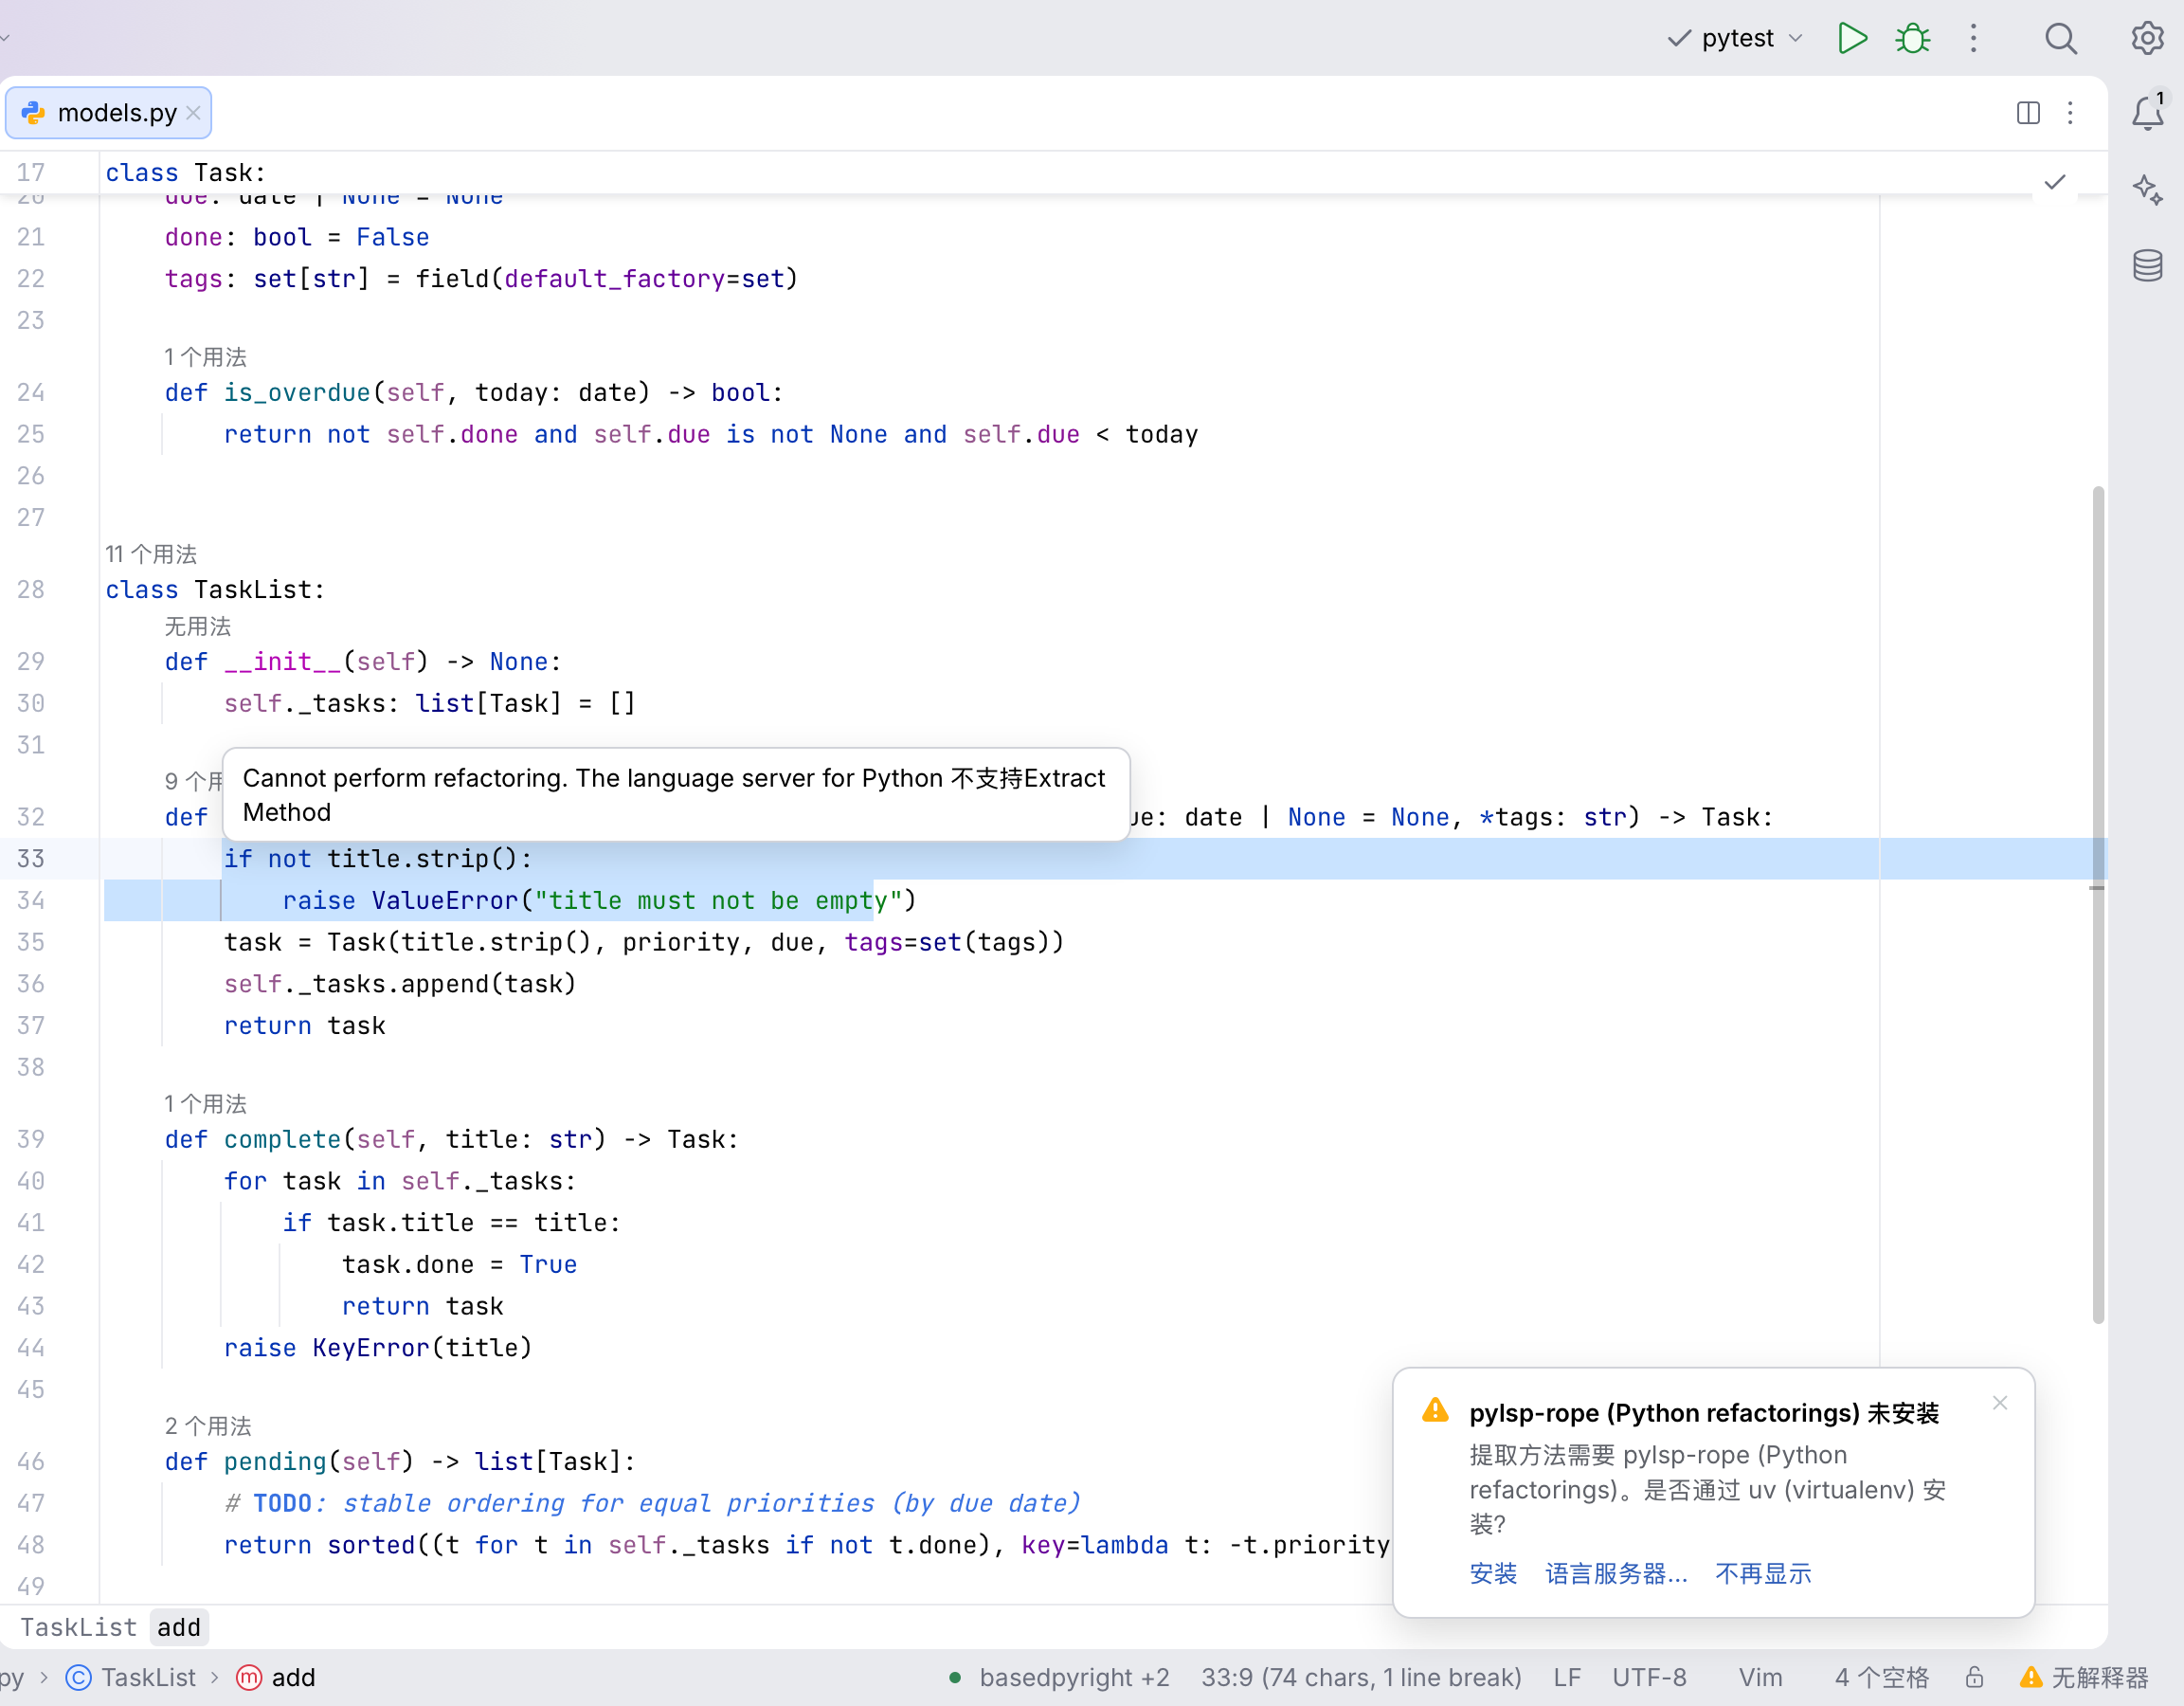 pytest
models.py
1
17 class Task:
20 due: date | None = None
21 done: bool = False
22 tags: set[str] = field(default_factory=set)
23
1 个用法
24 def is_overdue(self, today: date) -> bool:
25 return not self.done and self.due is not None and self.due < today
26
27
11 个用法
28 class TaskList:
无用法
29 def __init__(self) -> None:
30 self._tasks: list[Task] = []
31
9 个用
Cannot perform refactoring. The language server for Python 不支持Extract
Method
32 def ue: date | None = None, *tags: str) -> Task:
33 if not title.strip():
34 raise ValueError("title must not be empty")
35 task = Task(title.strip(), priority, due, tags=set(tags))
36 self._tasks.append(task)
37 return task
38
1 个用法
39 def complete(self, title: str) -> Task:
40 for task in self._tasks:
41 if task.title == title:
42 task.done = True
43 return task
44 raise KeyError(title)
45
2 个用法
46 def pending(self) -> list[Task]:
47 # TODO: stable ordering for equal priorities (by due date)
48 return sorted((t for t in self._tasks if not t.done), key=lambda t: -t.priority
49
pylsp-rope (Python refactorings) 未安装
提取方法需要 pylsp-rope (Python
refactorings)。是否通过 uv (virtualenv) 安
装?
安装 语言服务器... 不再显示
TaskList add
py › TaskList › add
basedpyright +2 33:9 (74 chars, 1 line break) LF UTF-8 Vim 4 个空格 无解释器